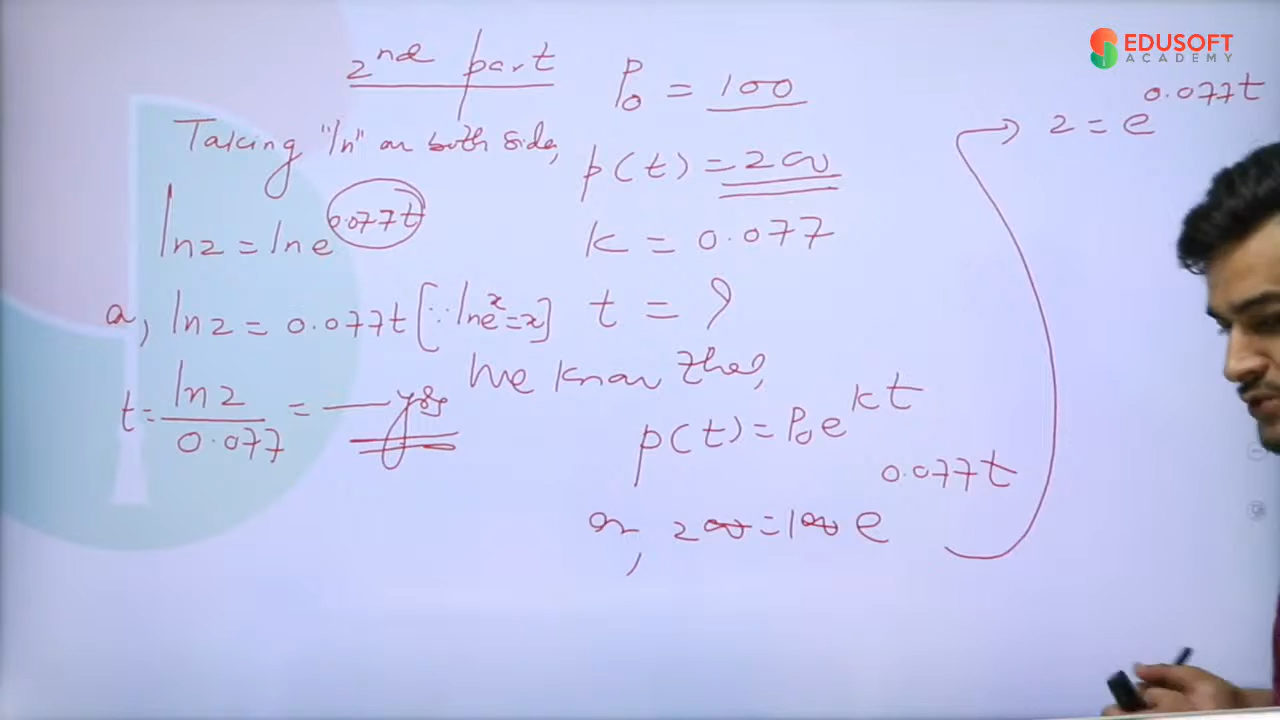 EDUSOFT
ACADEMY
2nd part
P₀ = 100
p(t) = 200
k = 0.077
t = ?
We know that,
p(t) = P₀e^kt
or, 200 = 100 e^0.077t
2 = e^0.077t
Taking "ln" on both side,
ln2 = ln e^0.077t
or, ln2 = 0.077t [∵ ln e^x = x]
t = ln2 / 0.077 = — yrs